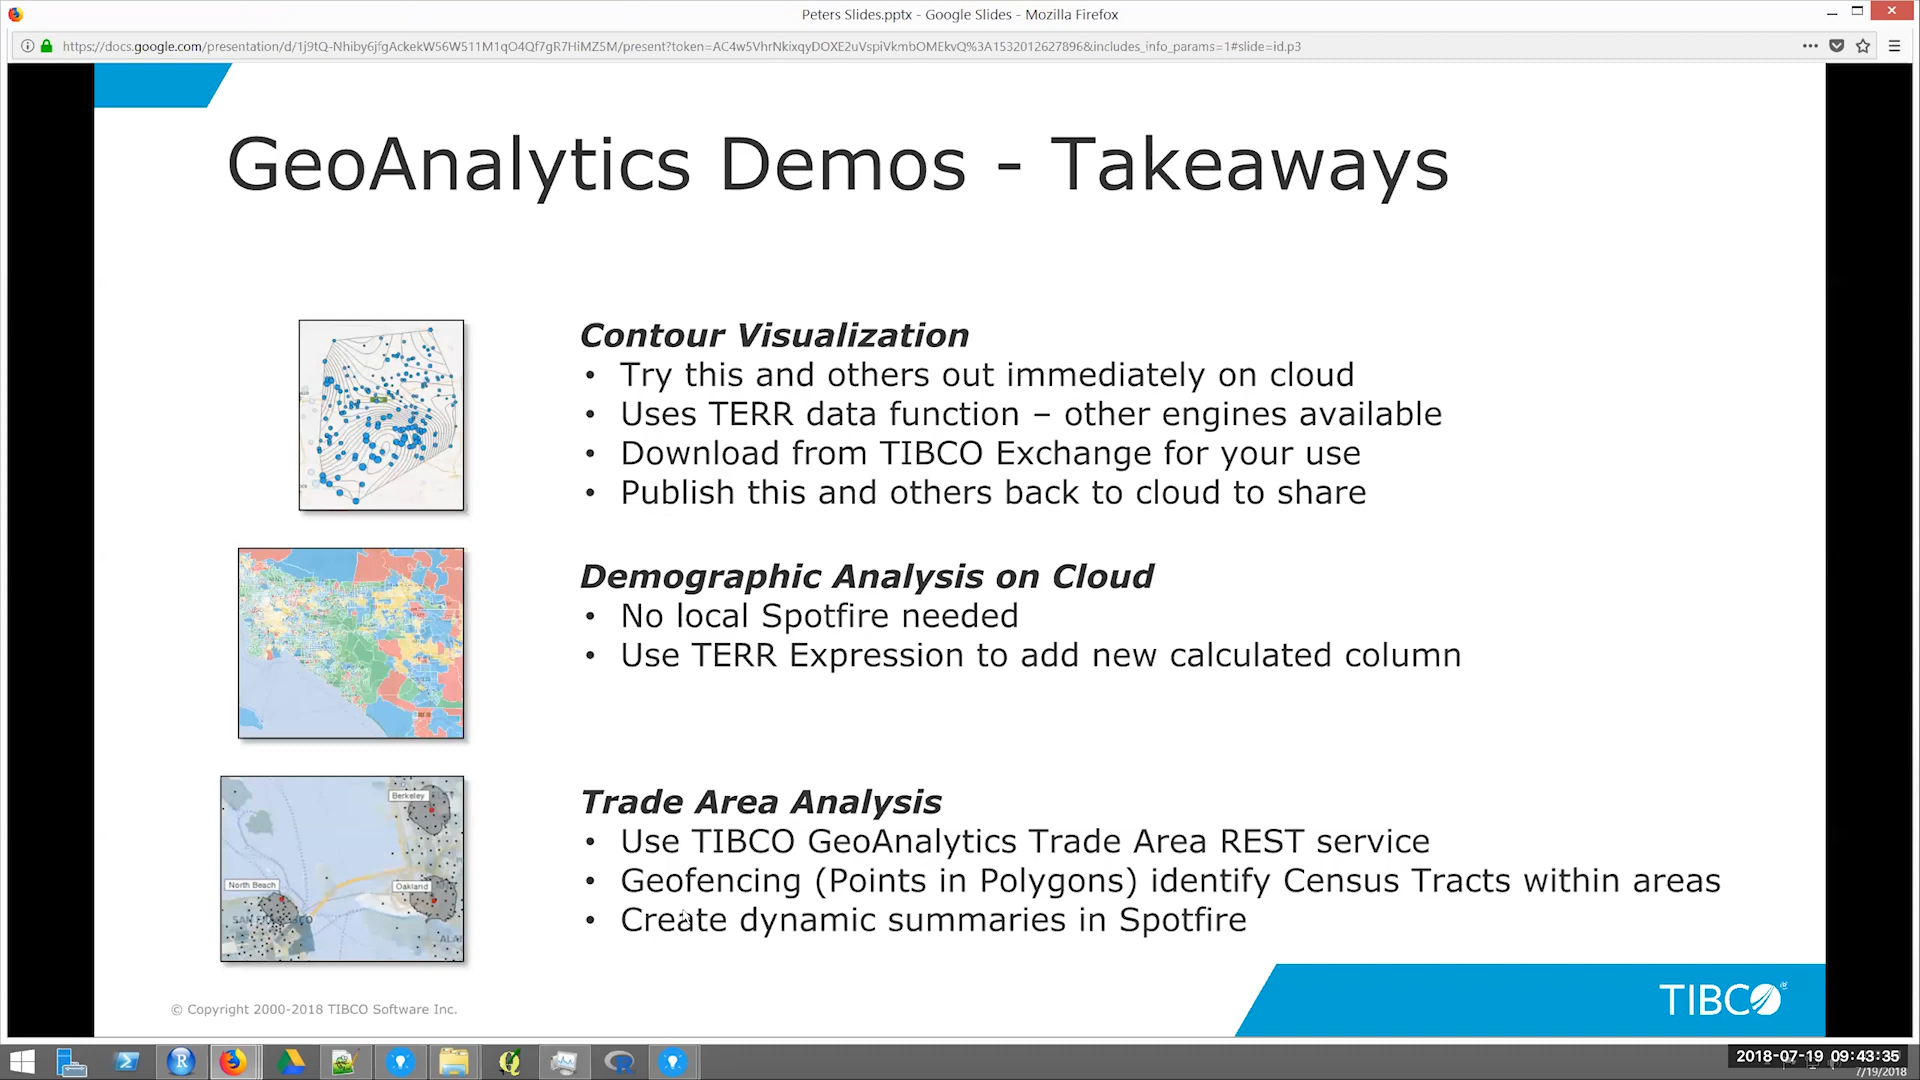 Peters Slides.pptx - Google Slides - Mozilla Firefox
https://docs.google.com/presentation/d/1j9tQ-Nhiby6jfgAckekW56W511M1qO4Qf7gR7HiMZ5M/present?token=AC4w5VhrNkixqyDOXE2uVspiVkmbOMEkvQ%3A1532012627896&includes_info_params=1#slide=id.p3
GeoAnalytics Demos - Takeaways
Contour Visualization
• Try this and others out immediately on cloud
• Uses TERR data function – other engines available
• Download from TIBCO Exchange for your use
• Publish this and others back to cloud to share
Demographic Analysis on Cloud
• No local Spotfire needed
• Use TERR Expression to add new calculated column
Berkeley
North Beach
Oakland
SAN FRANCISCO
Trade Area Analysis
• Use TIBCO GeoAnalytics Trade Area REST service
• Geofencing (Points in Polygons) identify Census Tracts within areas
• Create dynamic summaries in Spotfire
© Copyright 2000-2018 TIBCO Software Inc.
TIBCO
2018-07-19 09:43:35
7/19/2018